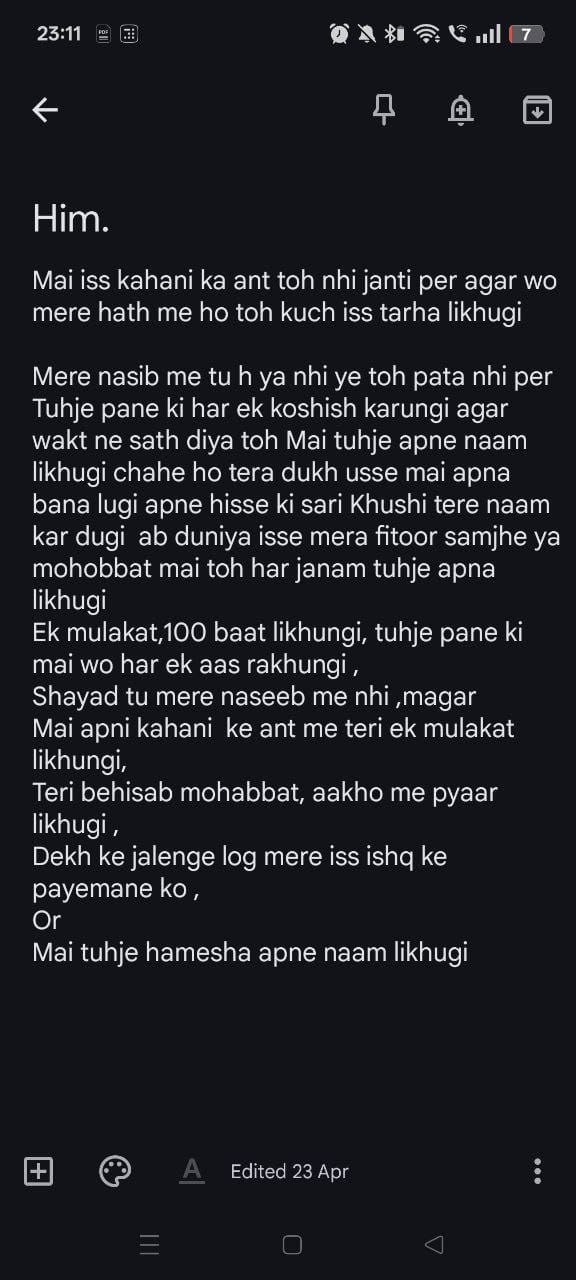 23:11
7
Him.
Mai iss kahani ka ant toh nhi janti per agar wo
mere hath me ho toh kuch iss tarha likhugi
Mere nasib me tu h ya nhi ye toh pata nhi per
Tuhje pane ki har ek koshish karungi agar
wakt ne sath diya toh Mai tuhje apne naam
likhugi chahe ho tera dukh usse mai apna
bana lugi apne hisse ki sari Khushi tere naam
kar dugi  ab duniya isse mera fitoor samjhe ya
mohobbat mai toh har janam tuhje apna
likhugi
Ek mulakat,100 baat likhungi, tuhje pane ki
mai wo har ek aas rakhungi ,
Shayad tu mere naseeb me nhi ,magar
Mai apni kahani  ke ant me teri ek mulakat
likhungi,
Teri behisab mohabbat, aakho me pyaar
likhugi ,
Dekh ke jalenge log mere iss ishq ke
payemane ko ,
Or
Mai tuhje hamesha apne naam likhugi
Edited 23 Apr